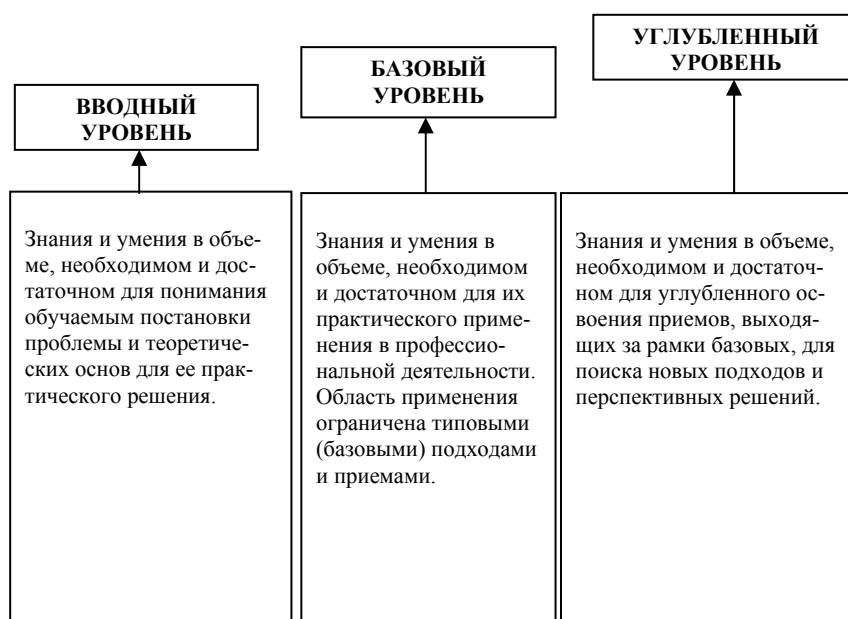 ВВОДНЫЙ
УРОВЕНЬ
Знания и умения в объе-
ме, необходимом и дос-
таточном для понимания
обучаемым постановки
проблемы и теоретиче-
ских основ для ее прак-
тического решения.
БАЗОВЫЙ
УРОВЕНЬ
Знания и умения в
объеме, необходимом
и достаточном для их
практического приме-
нения в профессио-
нальной деятельности.
Область применения
ограничена типовыми
(базовыми) подходами
и приемами.
УГЛУБЛЕННЫЙ
УРОВЕНЬ
Знания и умения в объеме,
необходимом и достаточ-
ном для углубленного ос-
воения приемов, выходя-
щих за рамки базовых, для
поиска новых подходов и
перспективных решений.